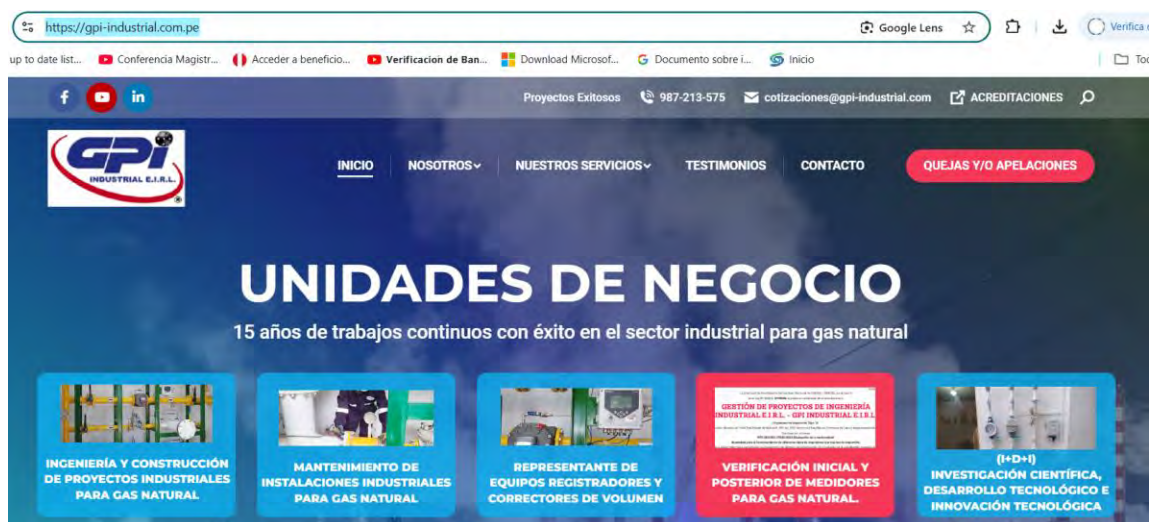 https://gpi-industrial.com.pe
Google Lens
Verifica
up to date list...
Conferencia Magistr...
Acceder a beneficio...
Verificacion de Ban...
Download Microsof...
Documento sobre i...
Inicio
Proyectos Exitosos
987-213-575
cotizaciones@gpi-industrial.com
ACREDITACIONES
GPi
INDUSTRIAL E.I.R.L.
INICIO
NOSOTROS
NUESTROS SERVICIOS
TESTIMONIOS
CONTACTO
QUEJAS Y/O APELACIONES
UNIDADES DE NEGOCIO
15 años de trabajos continuos con éxito en el sector industrial para gas natural
INGENIERÍA Y CONSTRUCCIÓN
DE PROYECTOS INDUSTRIALES
PARA GAS NATURAL
MANTENIMIENTO DE
INSTALACIONES INDUSTRIALES
PARA GAS NATURAL
REPRESENTANTE DE
EQUIPOS REGISTRADORES Y
CORRECTORES DE VOLUMEN
GESTIÓN DE PROYECTOS DE INGENIERÍA
INDUSTRIAL E.I.R.L. - GPI INDUSTRIAL E.I.R.L
VERIFICACIÓN INICIAL Y
POSTERIOR DE MEDIDORES
PARA GAS NATURAL.
(I+D+I)
INVESTIGACIÓN CIENTÍFICA,
DESARROLLO TECNOLÓGICO E
INNOVACIÓN TECNOLÓGICA